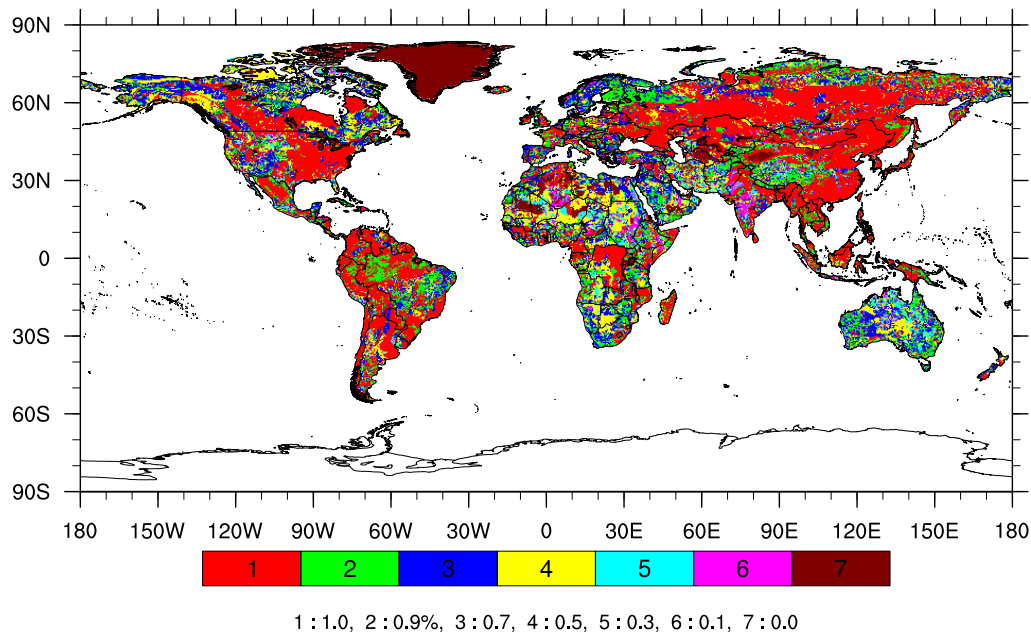 90N
60N
30N
0
30S
60S
90S
180 150W 120W 90W 60W 30W 0 30E 60E 90E 120E 150E 180
1 2 3 4 5 6 7
1 : 1.0, 2 : 0.9%, 3 : 0.7, 4 : 0.5, 5 : 0.3, 6 : 0.1, 7 : 0.0